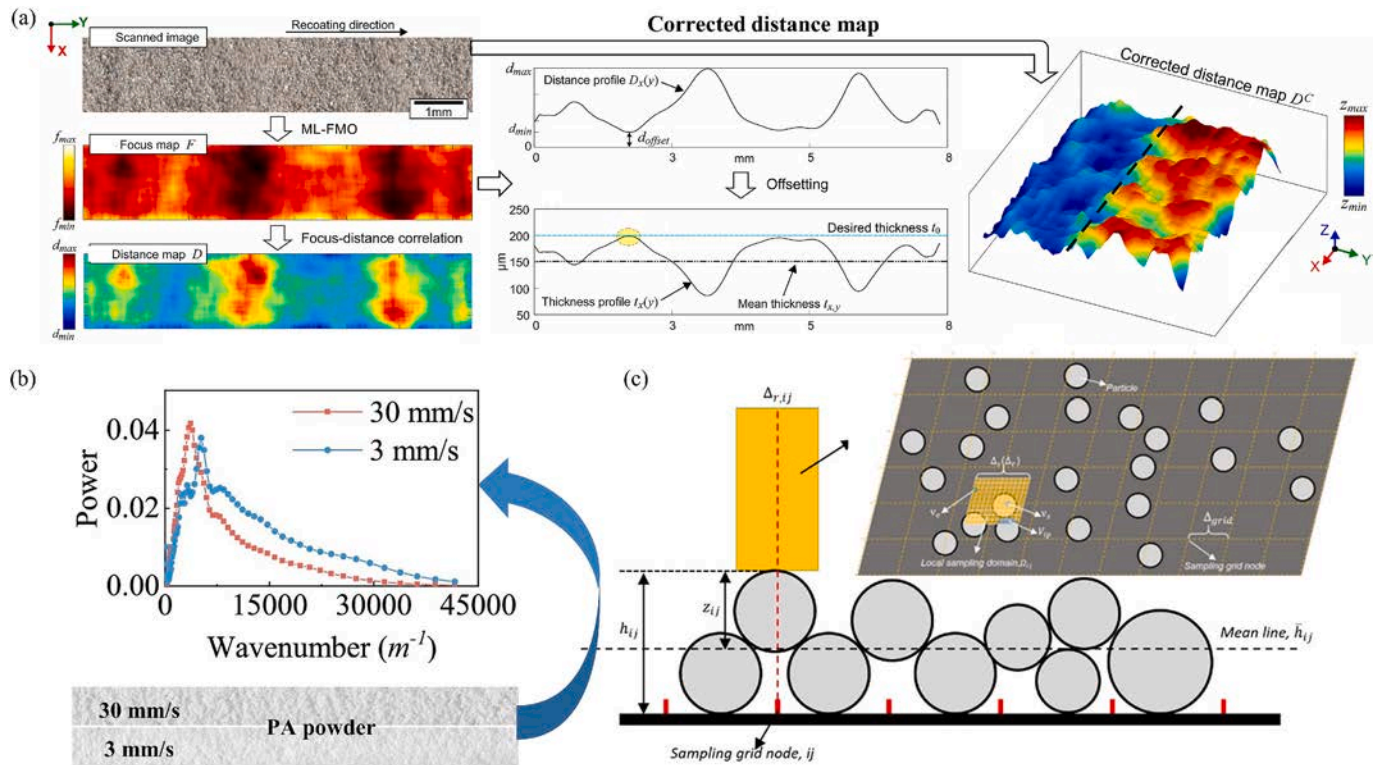 (a)
Y
X
Scanned image
Recoating direction
1mm
ML-FMO
f_max
Focus map F
f_min
Focus-distance correlation
d_max
Distance map D
d_min
Corrected distance map
d_max
Distance profile D_x(y)
d_min
d_offset
0
0 3 mm 5 8
Offsetting
250
200
150
100
50
μm
Desired thickness t_0
Thickness profile t_x(y)
Mean thickness t_x,y
0 3 mm 5 8
Corrected distance map D^C
z_max
z_min
Z
Y
X
(b)
30 mm/s
3 mm/s
Power
0.04
0.02
0.00
0 15000 30000 45000
Wavenumber (m^-1)
30 mm/s
PA powder
3 mm/s
(c)
Δ_r,ij
Particle
Δ_grid
Local sampling domain, D_ij
Sampling grid node
z_ij
h_ij
Mean line, h̄_ij
Sampling grid node, ij